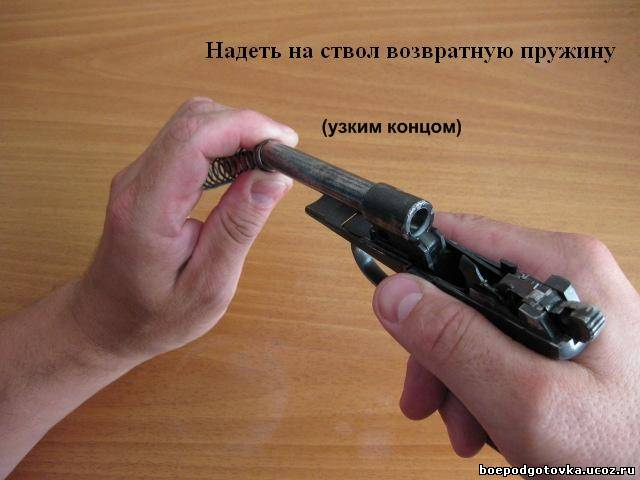 Надеть на ствол возвратную пружину
(узким концом)
boepodgotovka.ucoz.ru